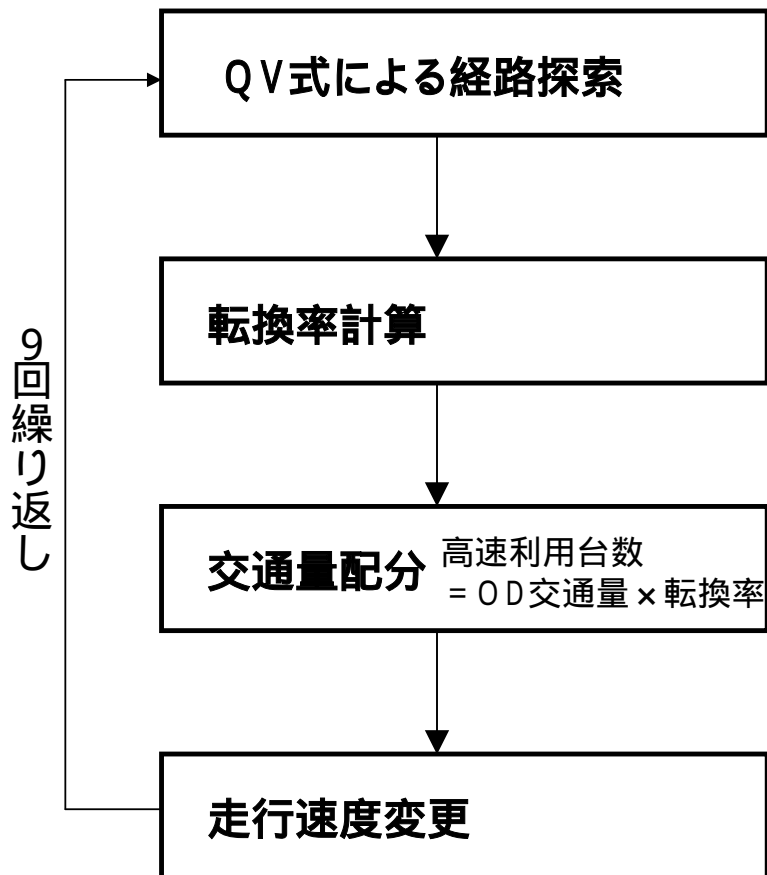 QV式による経路探索
転換率計算
9回繰り返し
交通量配分
高速利用台数
=OD交通量×転換率
走行速度変更